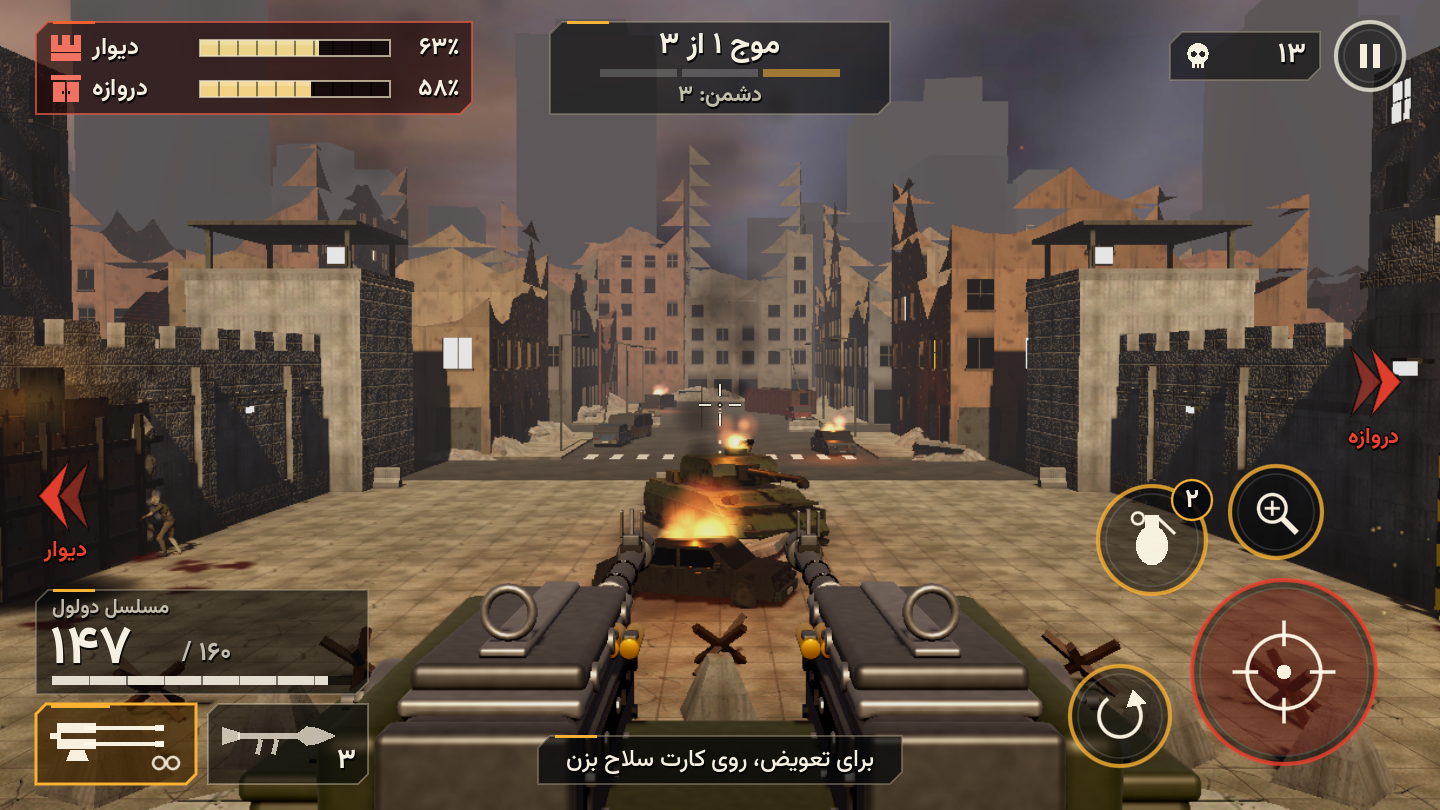 دیوار ۶۳٪
دروازه ۵۸٪
موج ۱ از ۳
دشمن: ۳
۱۳
دروازه
دیوار
۲
مسلسل دولول
۱۴۷ / ۱۶۰
∞
۳
برای تعویض، روی کارت سلاح بزن